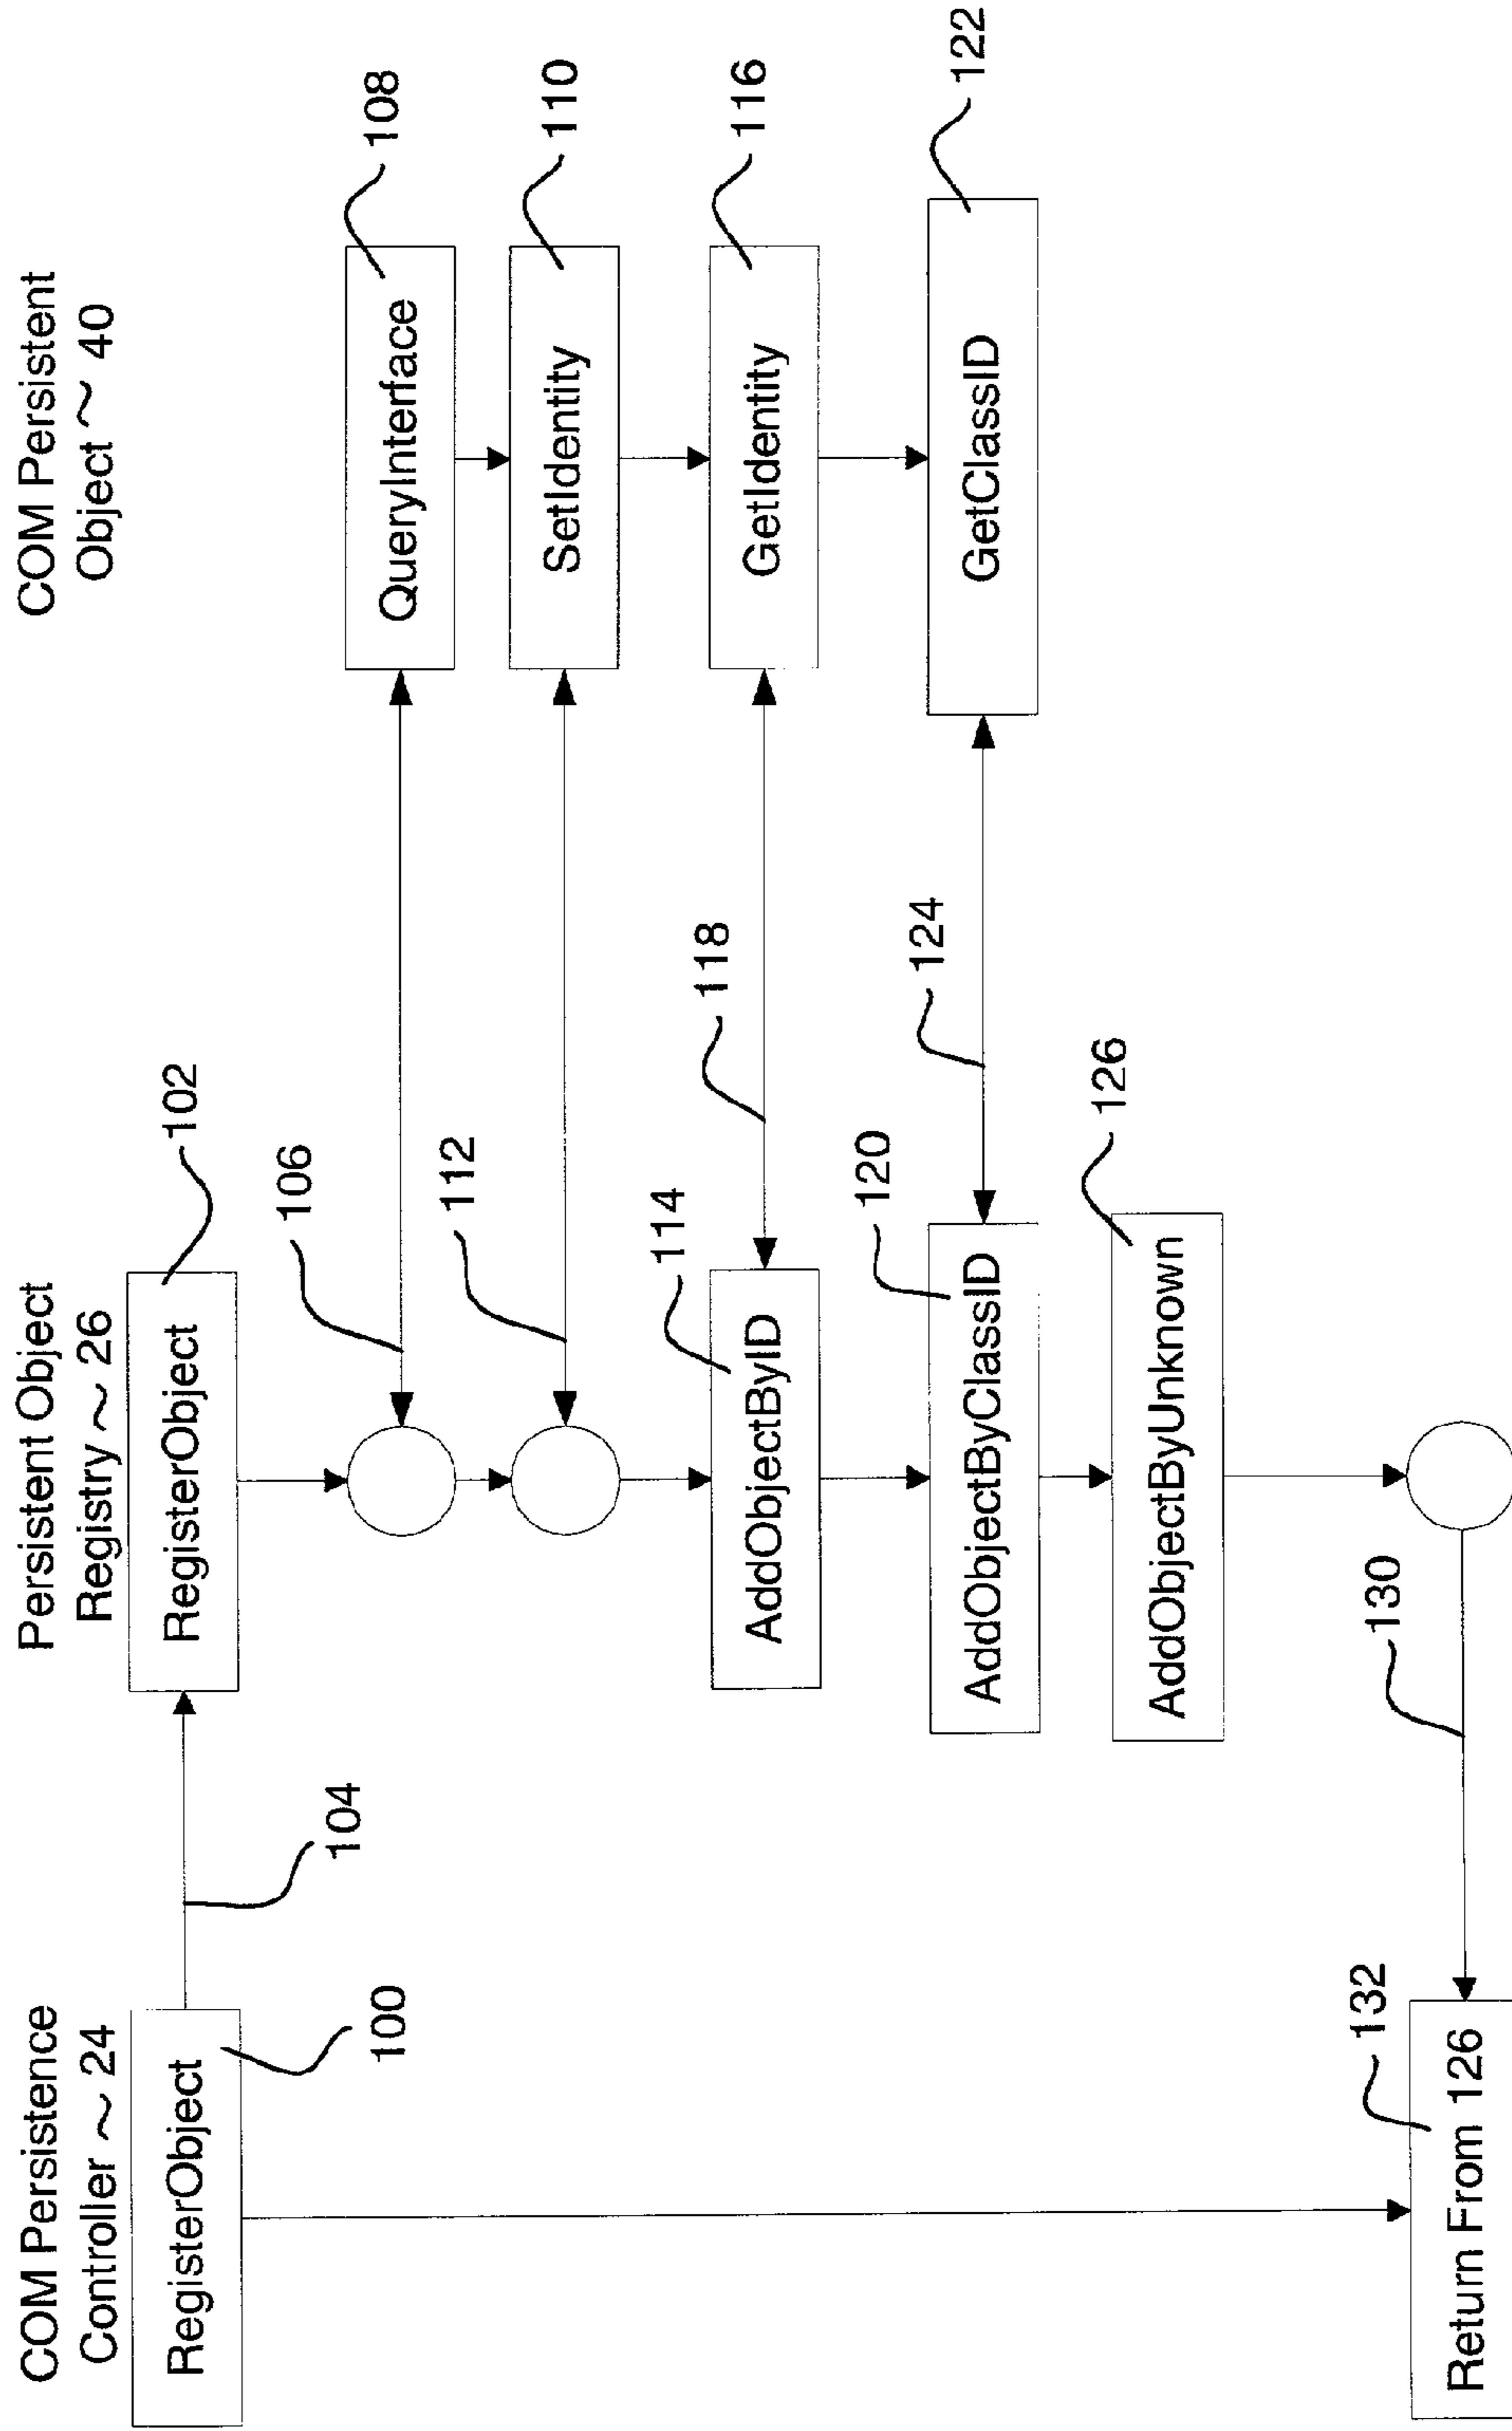 COM Persistence
Controller ~ 24
Persistent Object
Registry ~ 26
COM Persistent
Object ~ 40
RegisterObject
100
104
RegisterObject
102
106
QueryInterface
108
112
SetIdentity
110
114
AddObjectByID
118
GetIdentity
116
120
AddObjectByClassID
124
GetClassID
122
AddObjectByUnknown
126
130
132
Return From 126